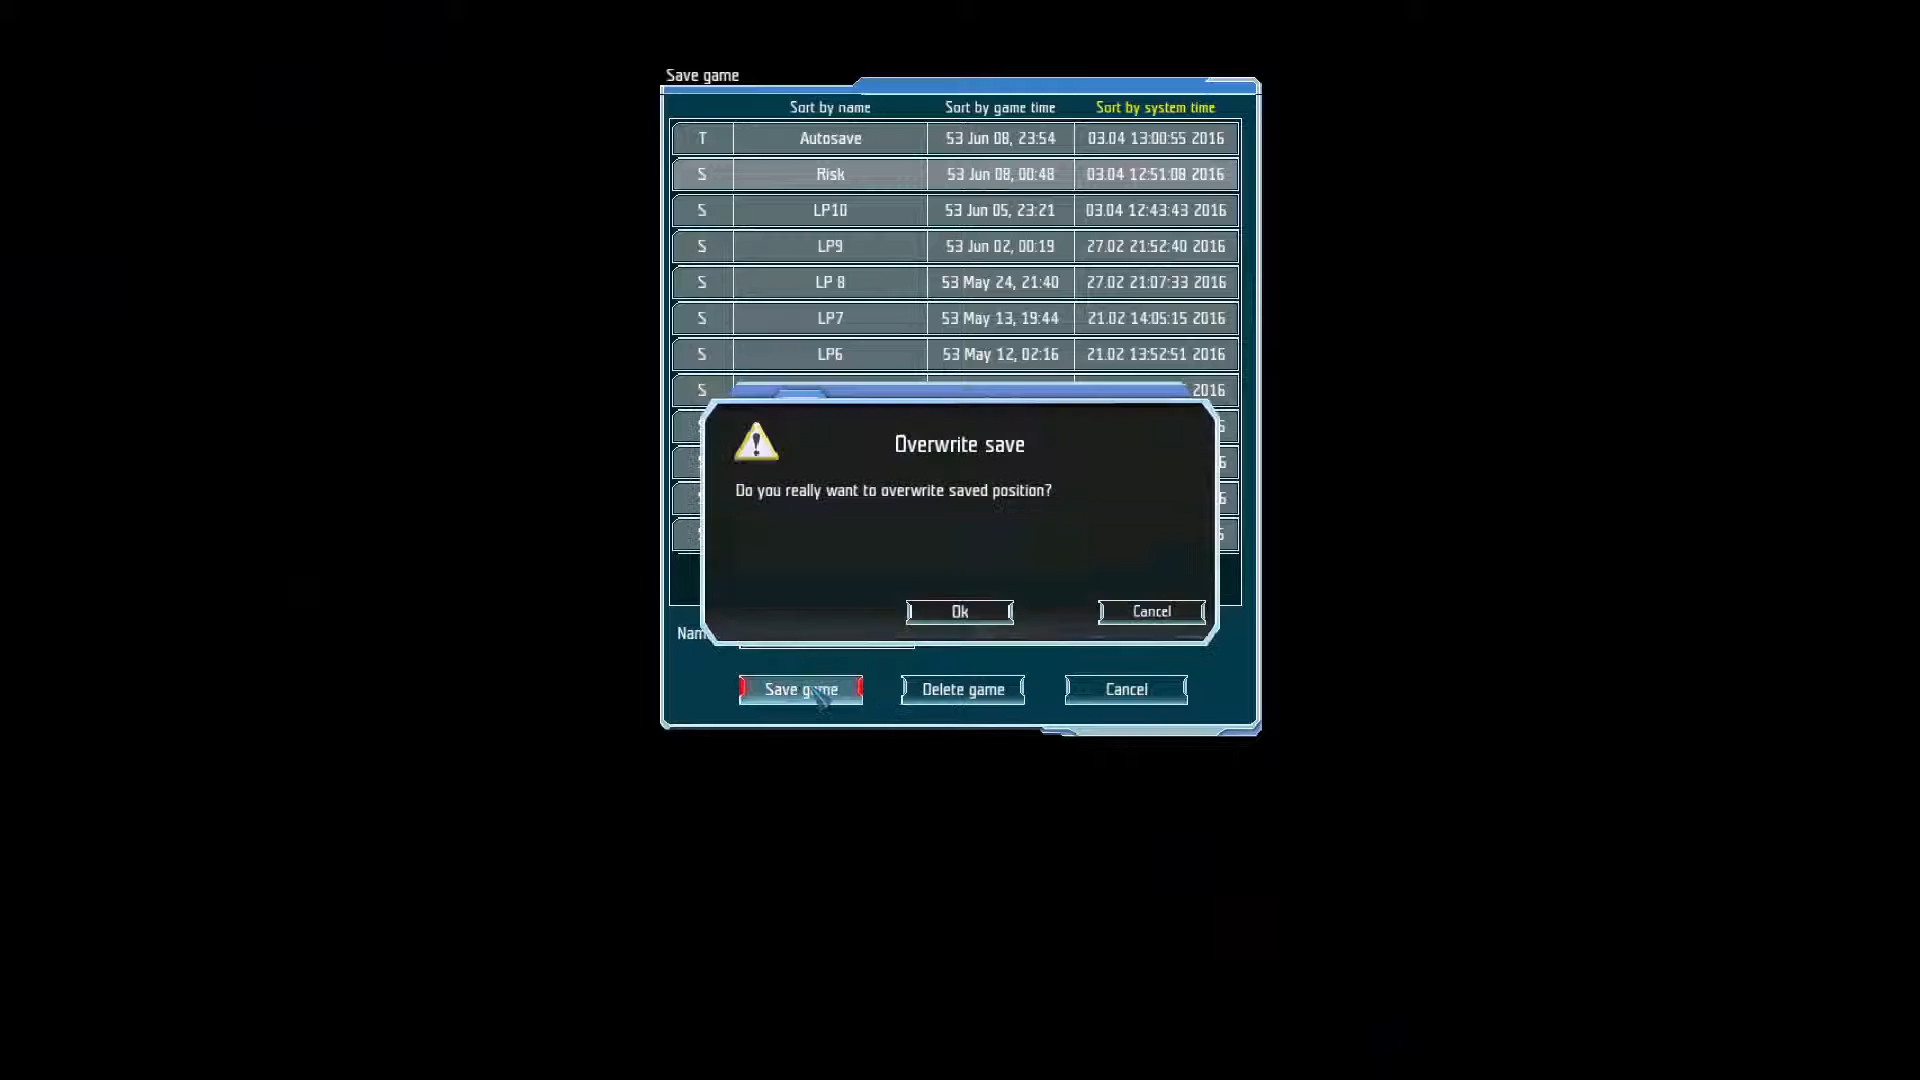 Save game
Sort by name Sort by game time Sort by system time
T Autosave 53 Jun 08, 23:54 03.04 13:00:55 2016
S Risk 53 Jun 08, 00:48 03.04 12:51:08 2016
S LP10 53 Jun 05, 23:21 03.04 12:43:43 2016
S LP9 53 Jun 02, 00:19 27.02 21:52:40 2016
S LP 8 53 May 24, 21:40 27.02 21:07:33 2016
S LP7 53 May 13, 19:44 21.02 14:05:15 2016
S LP6 53 May 12, 02:16 21.02 13:52:51 2016
S 2016
Overwrite save
Do you really want to overwrite saved position?
Ok Cancel
Save game Delete game Cancel